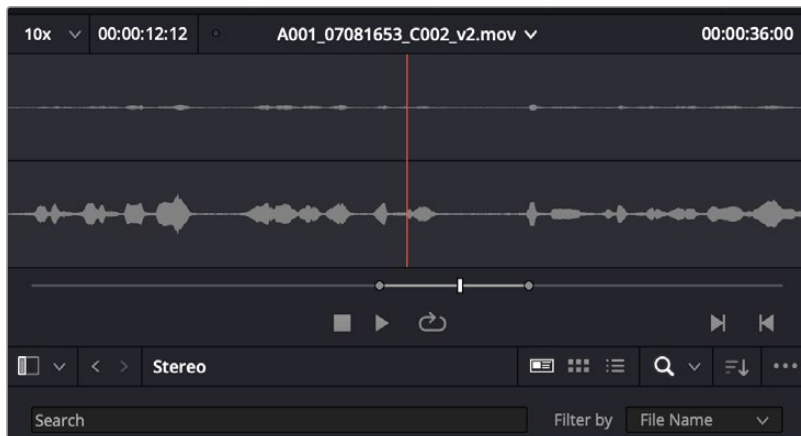 10x 00:00:12:12 A001_07081653_C002_v2.mov 00:00:36:00
Stereo
Search Filter by File Name